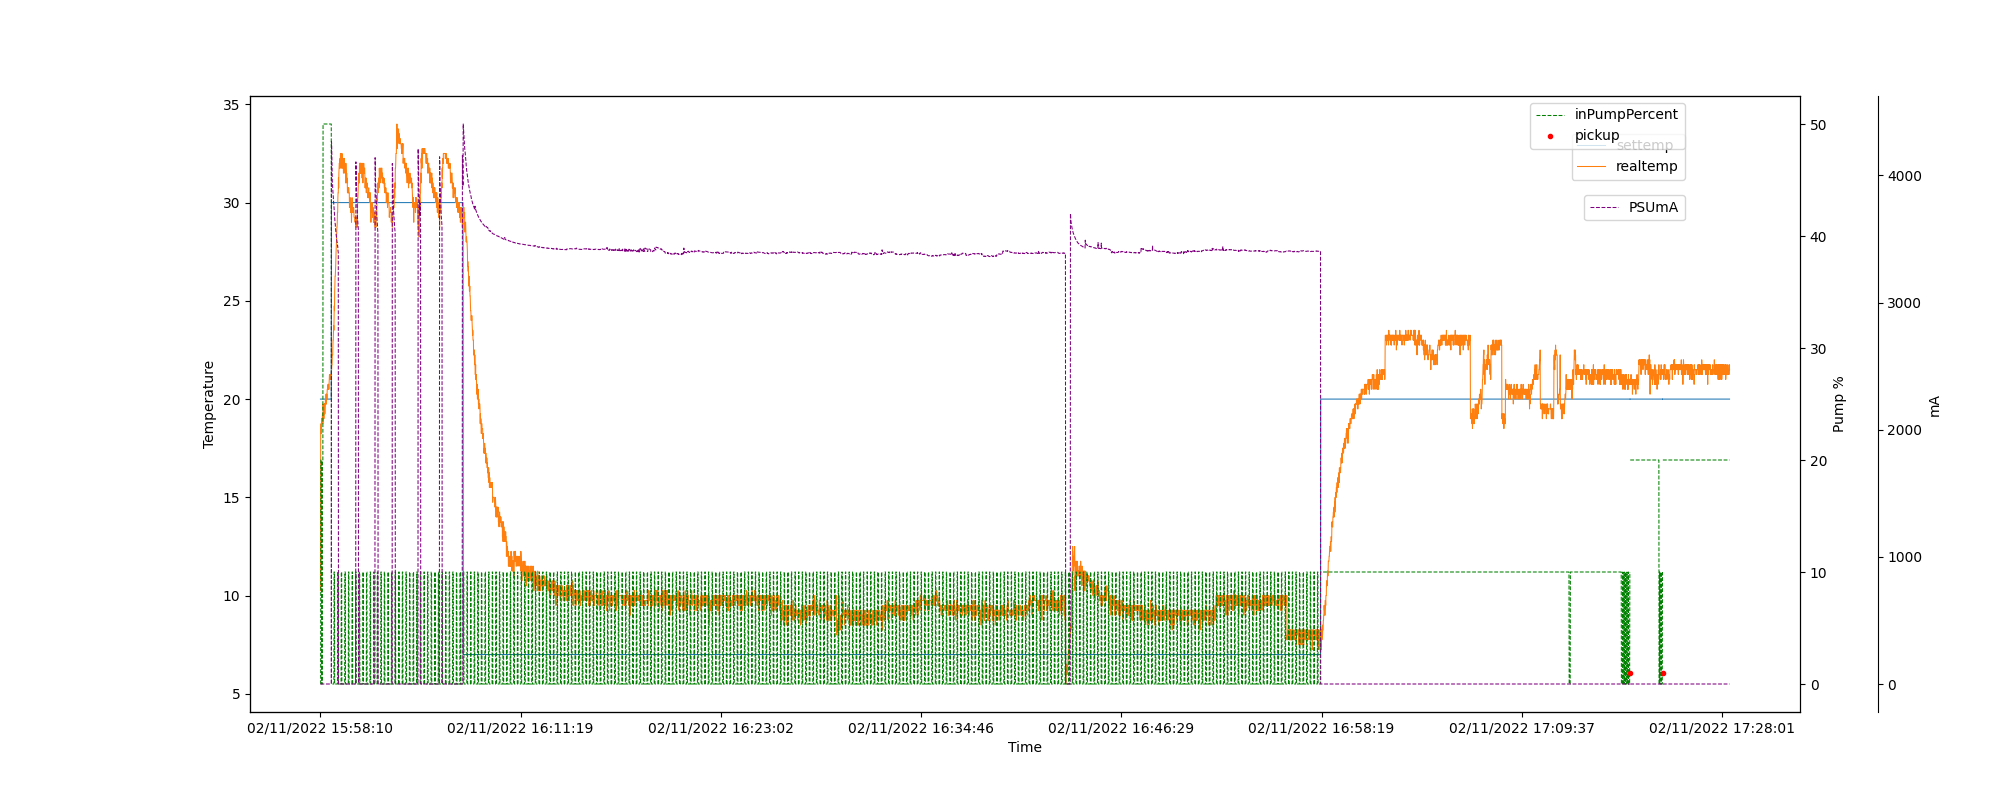 inPumpPercent
pickup
settemp
realtemp
PSUmA
35
30
25
20
15
10
5
Temperature
50
40
30
20
10
0
Pump %
4000
3000
2000
1000
0
mA
02/11/2022 15:58:10
02/11/2022 16:11:19
02/11/2022 16:23:02
02/11/2022 16:34:46
02/11/2022 16:46:29
02/11/2022 16:58:19
02/11/2022 17:09:37
02/11/2022 17:28:01
Time